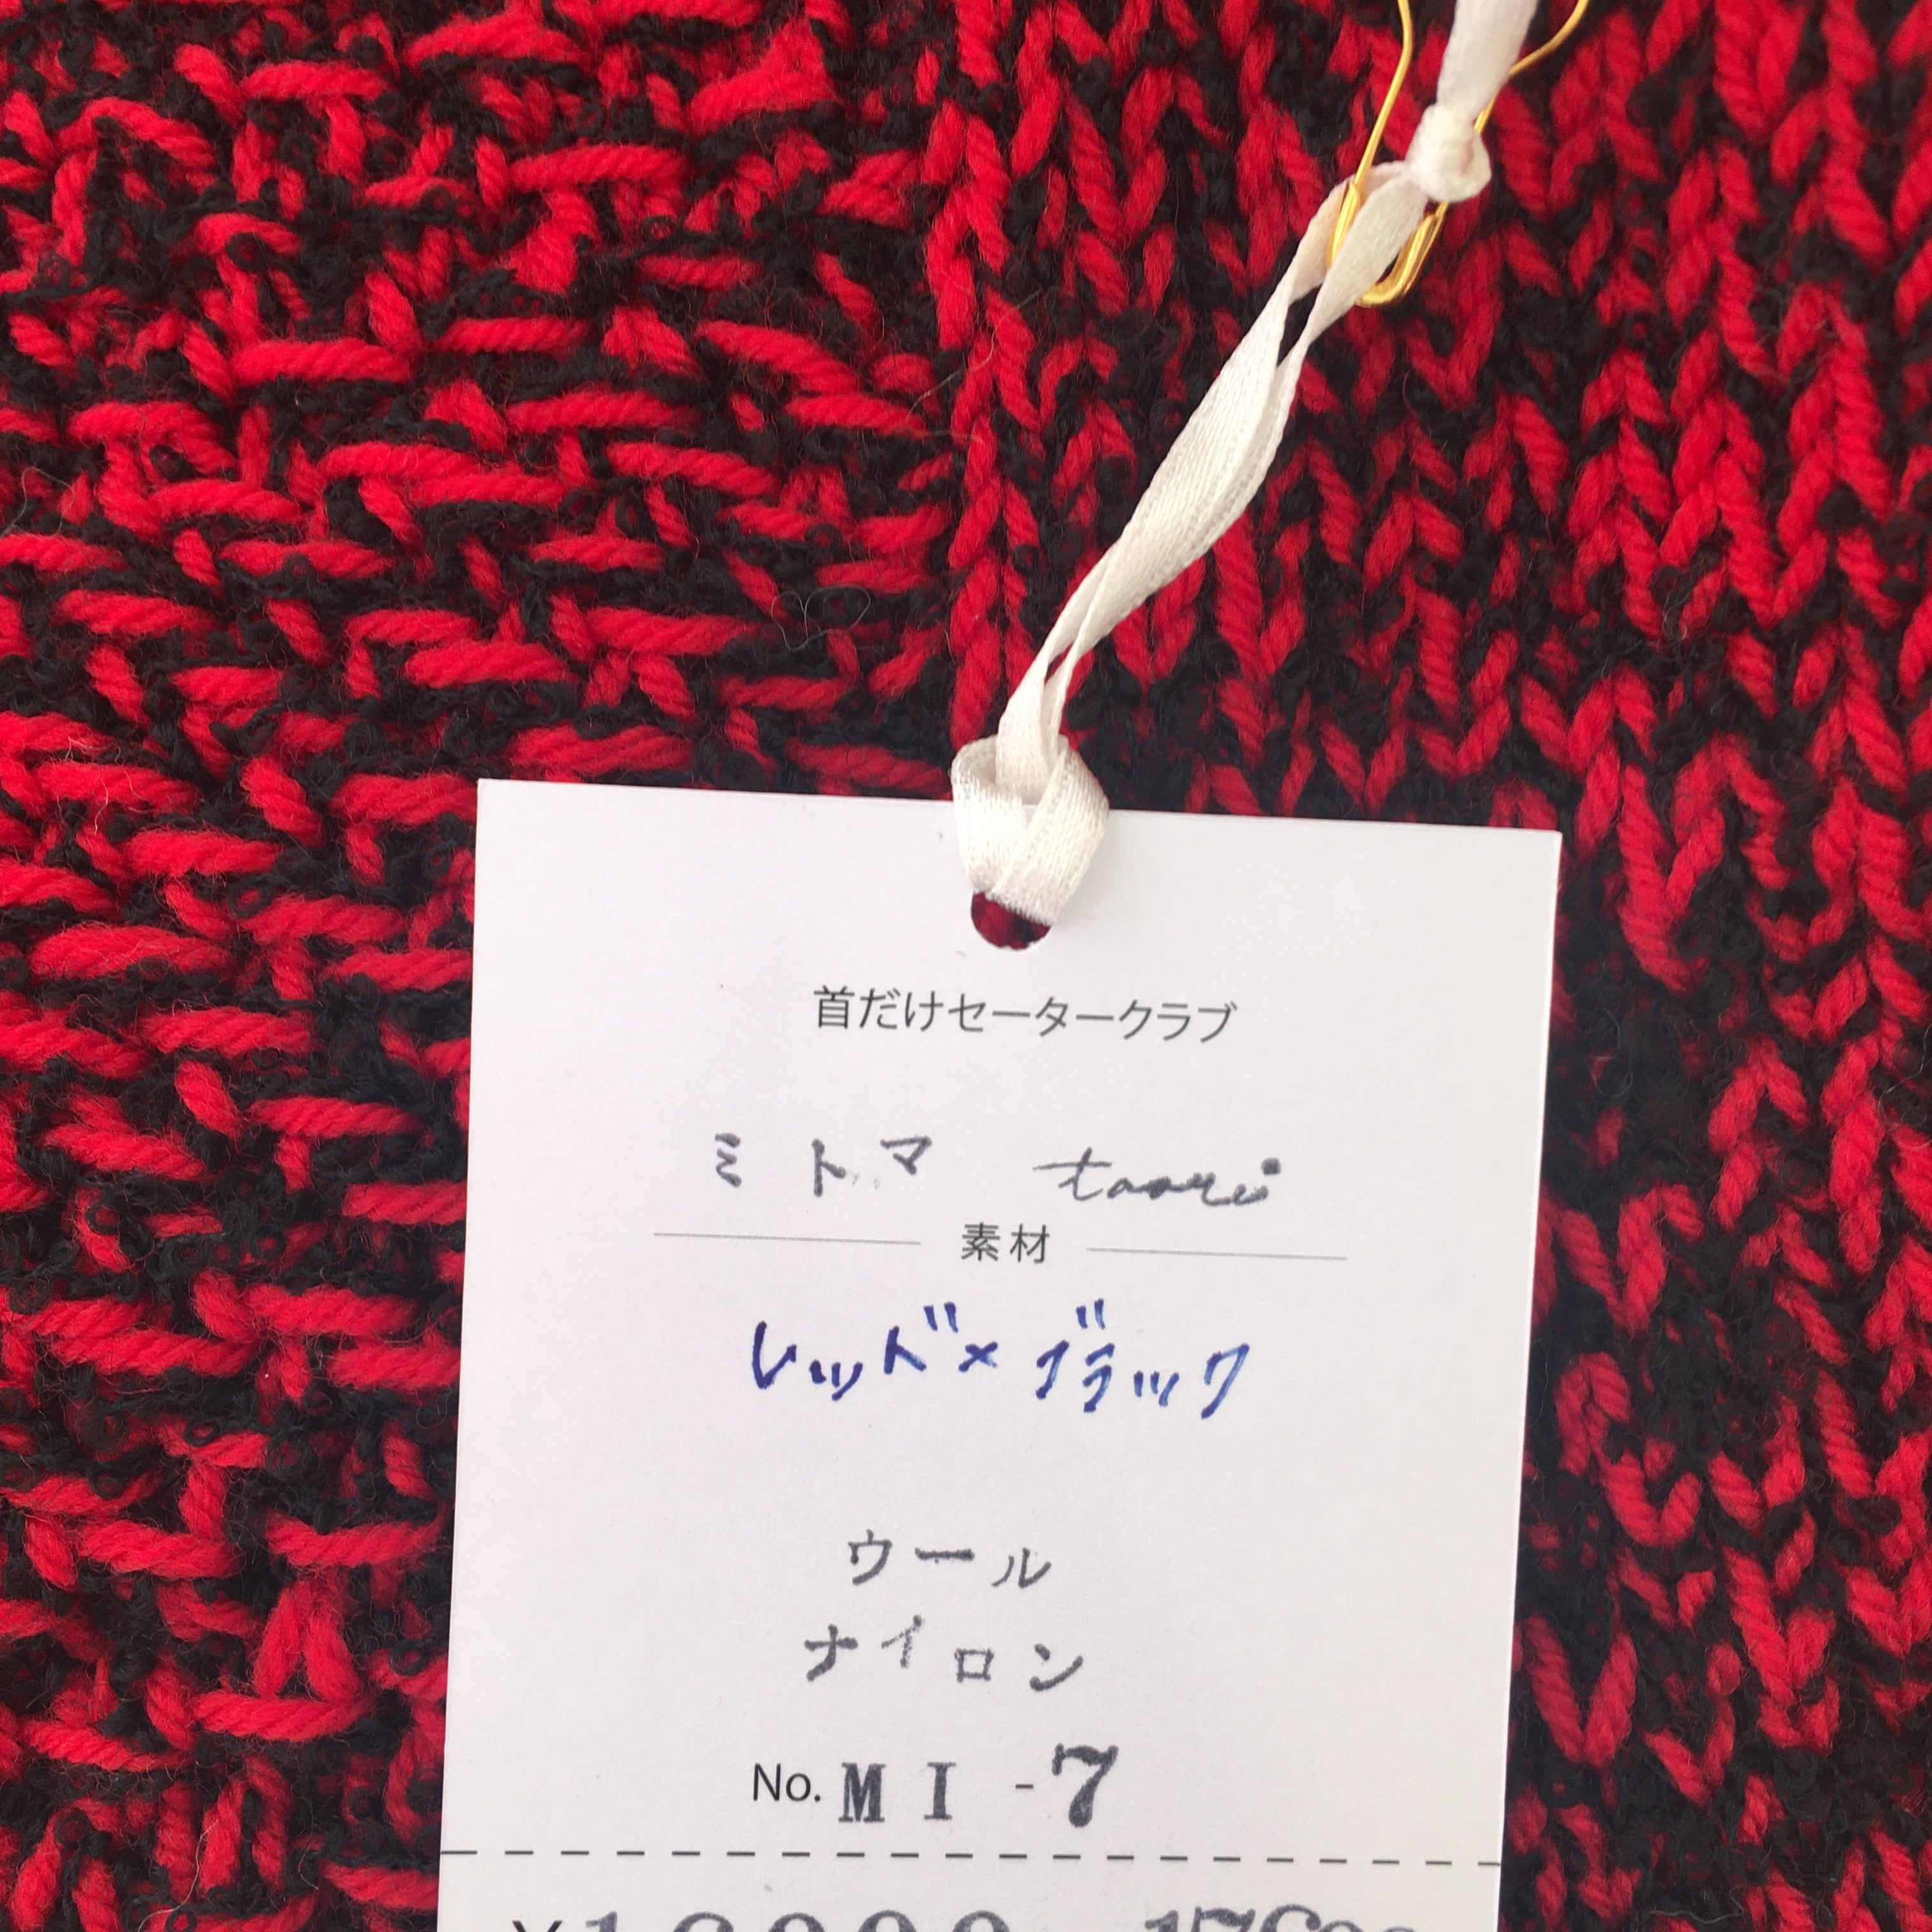 首だけセータークラブ
ミトマ taori
素材
レッド×ブラック
ウール
ナイロン
No. MI-7